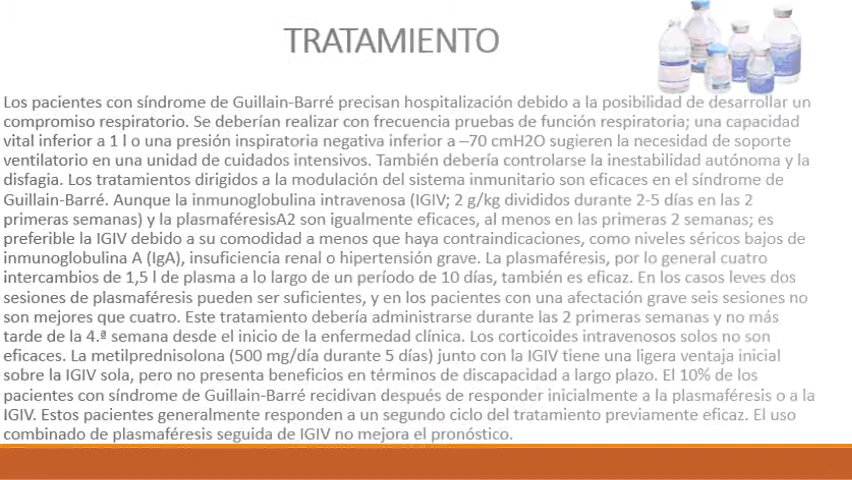 TRATAMIENTO
Los pacientes con síndrome de Guillain-Barré precisan hospitalización debido a la posibilidad de desarrollar un
compromiso respiratorio. Se deberían realizar con frecuencia pruebas de función respiratoria; una capacidad
vital inferior a 1 l o una presión inspiratoria negativa inferior a –70 cmH2O sugieren la necesidad de soporte
ventilatorio en una unidad de cuidados intensivos. También debería controlarse la inestabilidad autónoma y la
disfagia. Los tratamientos dirigidos a la modulación del sistema inmunitario son eficaces en el síndrome de
Guillain-Barré. Aunque la inmunoglobulina intravenosa (IGIV; 2 g/kg divididos durante 2-5 días en las 2
primeras semanas) y la plasmaféresisA2 son igualmente eficaces, al menos en las primeras 2 semanas; es
preferible la IGIV debido a su comodidad a menos que haya contraindicaciones, como niveles séricos bajos de
inmunoglobulina A (IgA), insuficiencia renal o hipertensión grave. La plasmaféresis, por lo general cuatro
intercambios de 1,5 l de plasma a lo largo de un período de 10 días, también es eficaz. En los casos leves dos
sesiones de plasmaféresis pueden ser suficientes, y en los pacientes con una afectación grave seis sesiones no
son mejores que cuatro. Este tratamiento debería administrarse durante las 2 primeras semanas y no más
tarde de la 4.ª semana desde el inicio de la enfermedad clínica. Los corticoides intravenosos solos no son
eficaces. La metilprednisolona (500 mg/día durante 5 días) junto con la IGIV tiene una ligera ventaja inicial
sobre la IGIV sola, pero no presenta beneficios en términos de discapacidad a largo plazo. El 10% de los
pacientes con síndrome de Guillain-Barré recidivan después de responder inicialmente a la plasmaféresis o a la
IGIV. Estos pacientes generalmente responden a un segundo ciclo del tratamiento previamente eficaz. El uso
combinado de plasmaféresis seguida de IGIV no mejora el pronóstico.